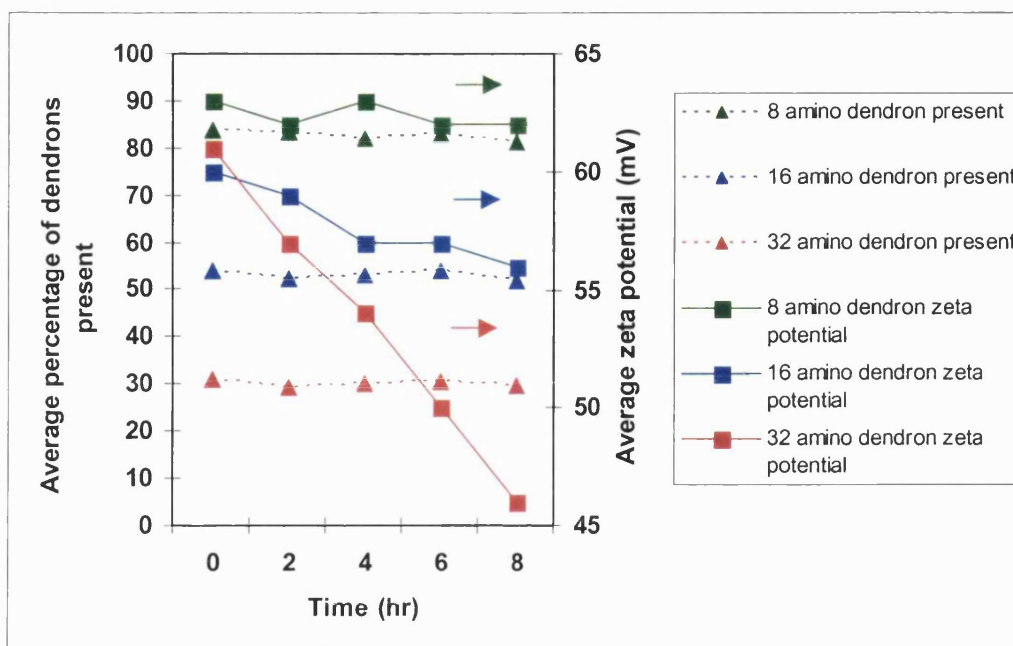 Average percentage of dendrons
present
100
90
80
70
60
50
40
30
20
10
0
0 2 4 6 8
Time (hr)
65
60
55
50
45
Average zeta potential (mV)
8 amino dendron present
16 amino dendron present
32 amino dendron present
8 amino dendron zeta
potential
16 amino dendron zeta
potential
32 amino dendron zeta
potential